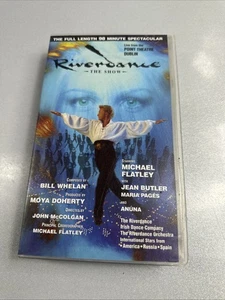 THE FULL LENGTH 98 MINUTE SPECTACULAR
Live from the
POINT THEATRE
DUBLIN
Riverdance
THE SHOW
STARRING
MICHAEL
FLATLEY
WITH
JEAN BUTLER
MARIA PAGÉS
AND
ANÚNA
The Riverdance
Irish Dance Company
The Riverdance Orchestra
International Stars from
•America •Russia •Spain
COMPOSED BY
BILL WHELAN
PRODUCED BY
MOYA DOHERTY
DIRECTED BY
JOHN McCOLGAN
PRINCIPAL CHOREOGRAPHER
MICHAEL FLATLEY